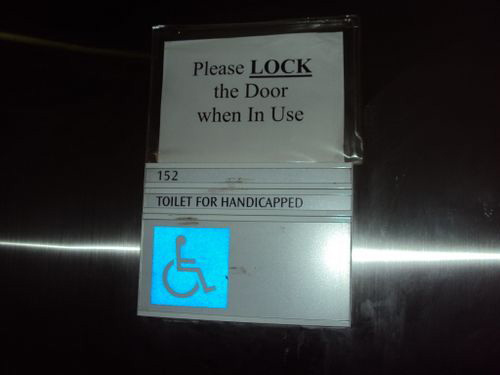 Please LOCK
the Door
when In Use
152
TOILET FOR HANDICAPPED